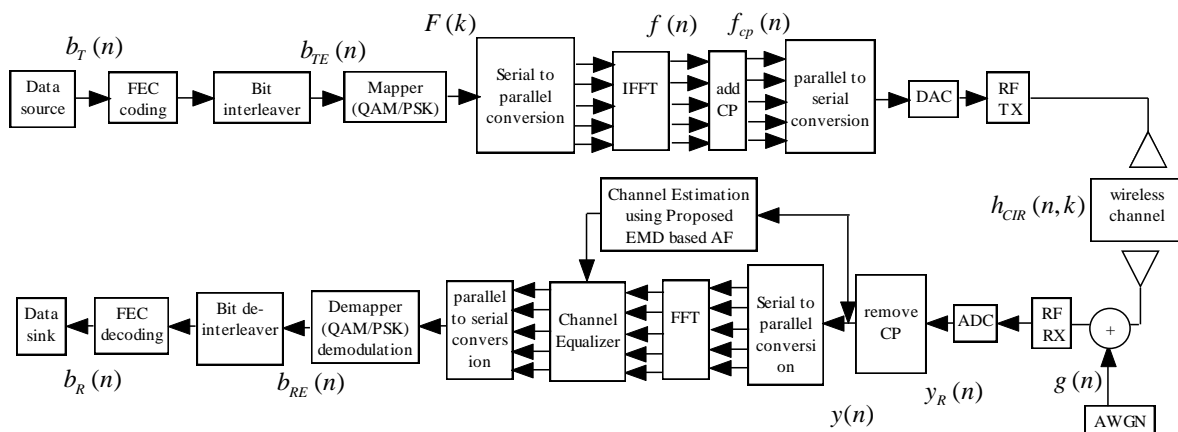 b_T(n)
b_TE(n)
F(k)
f(n)
f_cp(n)
Data
source
FEC
coding
Bit
interleaver
Mapper
(QAM/PSK)
Serial to
parallel
conversion
IFFT
add
CP
parallel to
serial
conversion
DAC
RF
TX
h_CIR(n,k)
wireless
channel
Channel Estimation
using Proposed
EMD based AF
Data
sink
FEC
decoding
Bit de-
interleaver
Demapper
(QAM/PSK)
demodulation
parallel
to serial
convers
ion
Channel
Equalizer
FFT
Serial to
parallel
conversi
on
remove
CP
ADC
RF
RX
+
b_R(n)
b_RE(n)
y(n)
y_R(n)
g(n)
AWGN